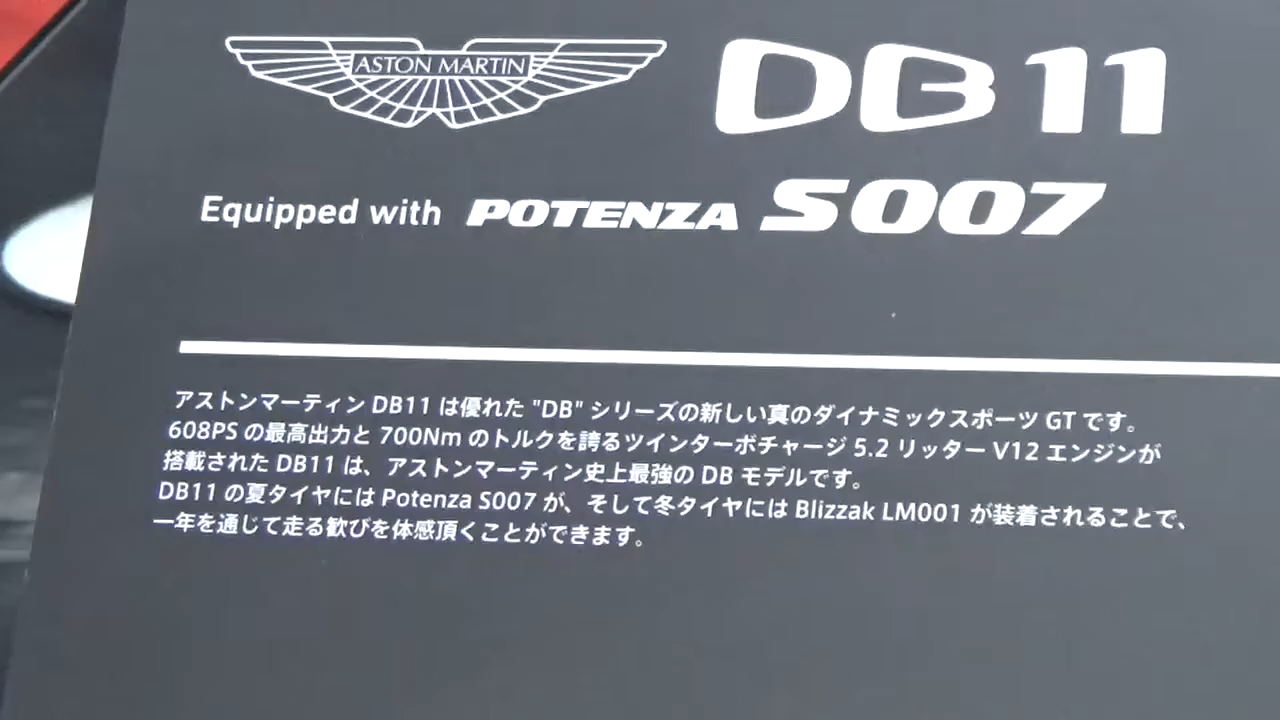 ASTON MARTIN DB11
Equipped with POTENZA S007
アストンマーティン DB11 は優れた "DB" シリーズの新しい真のダイナミックスポーツ GT です。
608PS の最高出力と 700Nm のトルクを誇るツインターボチャージ 5.2 リッター V12 エンジンが
搭載された DB11 は、アストンマーティン史上最強の DB モデルです。
DB11 の夏タイヤには Potenza S007 が、そして冬タイヤには Blizzak LM001 が装着されることで、
一年を通じて走る歓びを体感頂くことができます。